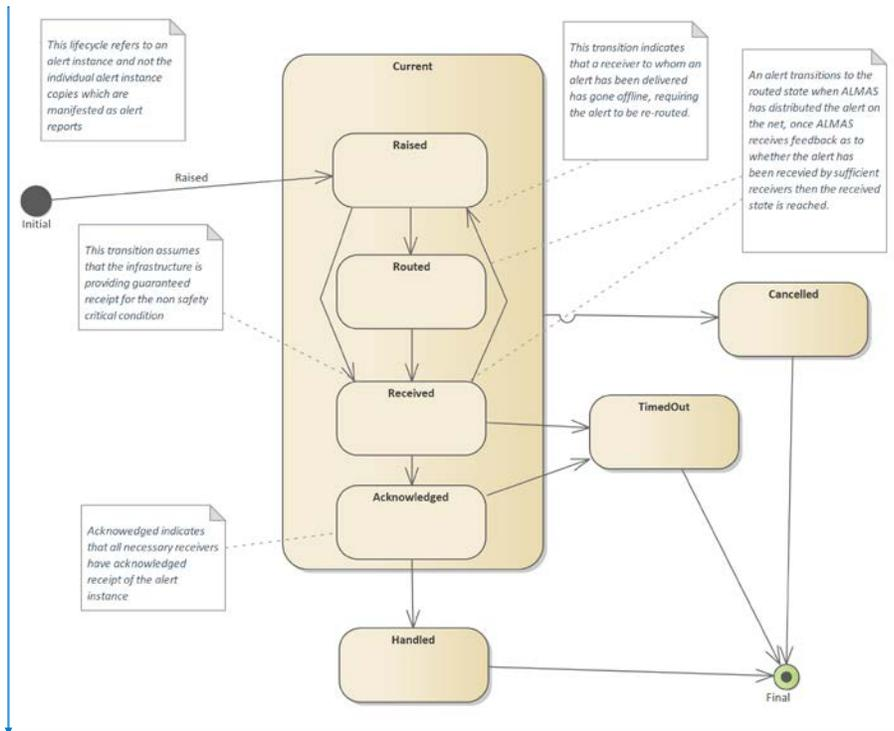 This lifecycle refers to an
alert instance and not the
individual alert instance
copies which are
manifested as alert
reports
Current
This transition indicates
that a receiver to whom an
alert has been delivered
has gone offline, requiring
the alert to be re-routed.
An alert transitions to the
routed state when ALMAS
has distributed the alert on
the net, once ALMAS
receives feedback as to
whether the alert has
been recevied by sufficient
receivers then the received
state is reached.
Raised
Raised
Initial
This transition assumes
that the infrastructure is
providing guaranteed
receipt for the non safety
critical condition
Routed
Cancelled
Received
TimedOut
Acknowledged
Acknowedged indicates
that all necessary receivers
have acknowledged
receipt of the alert
instance
Handled
Final